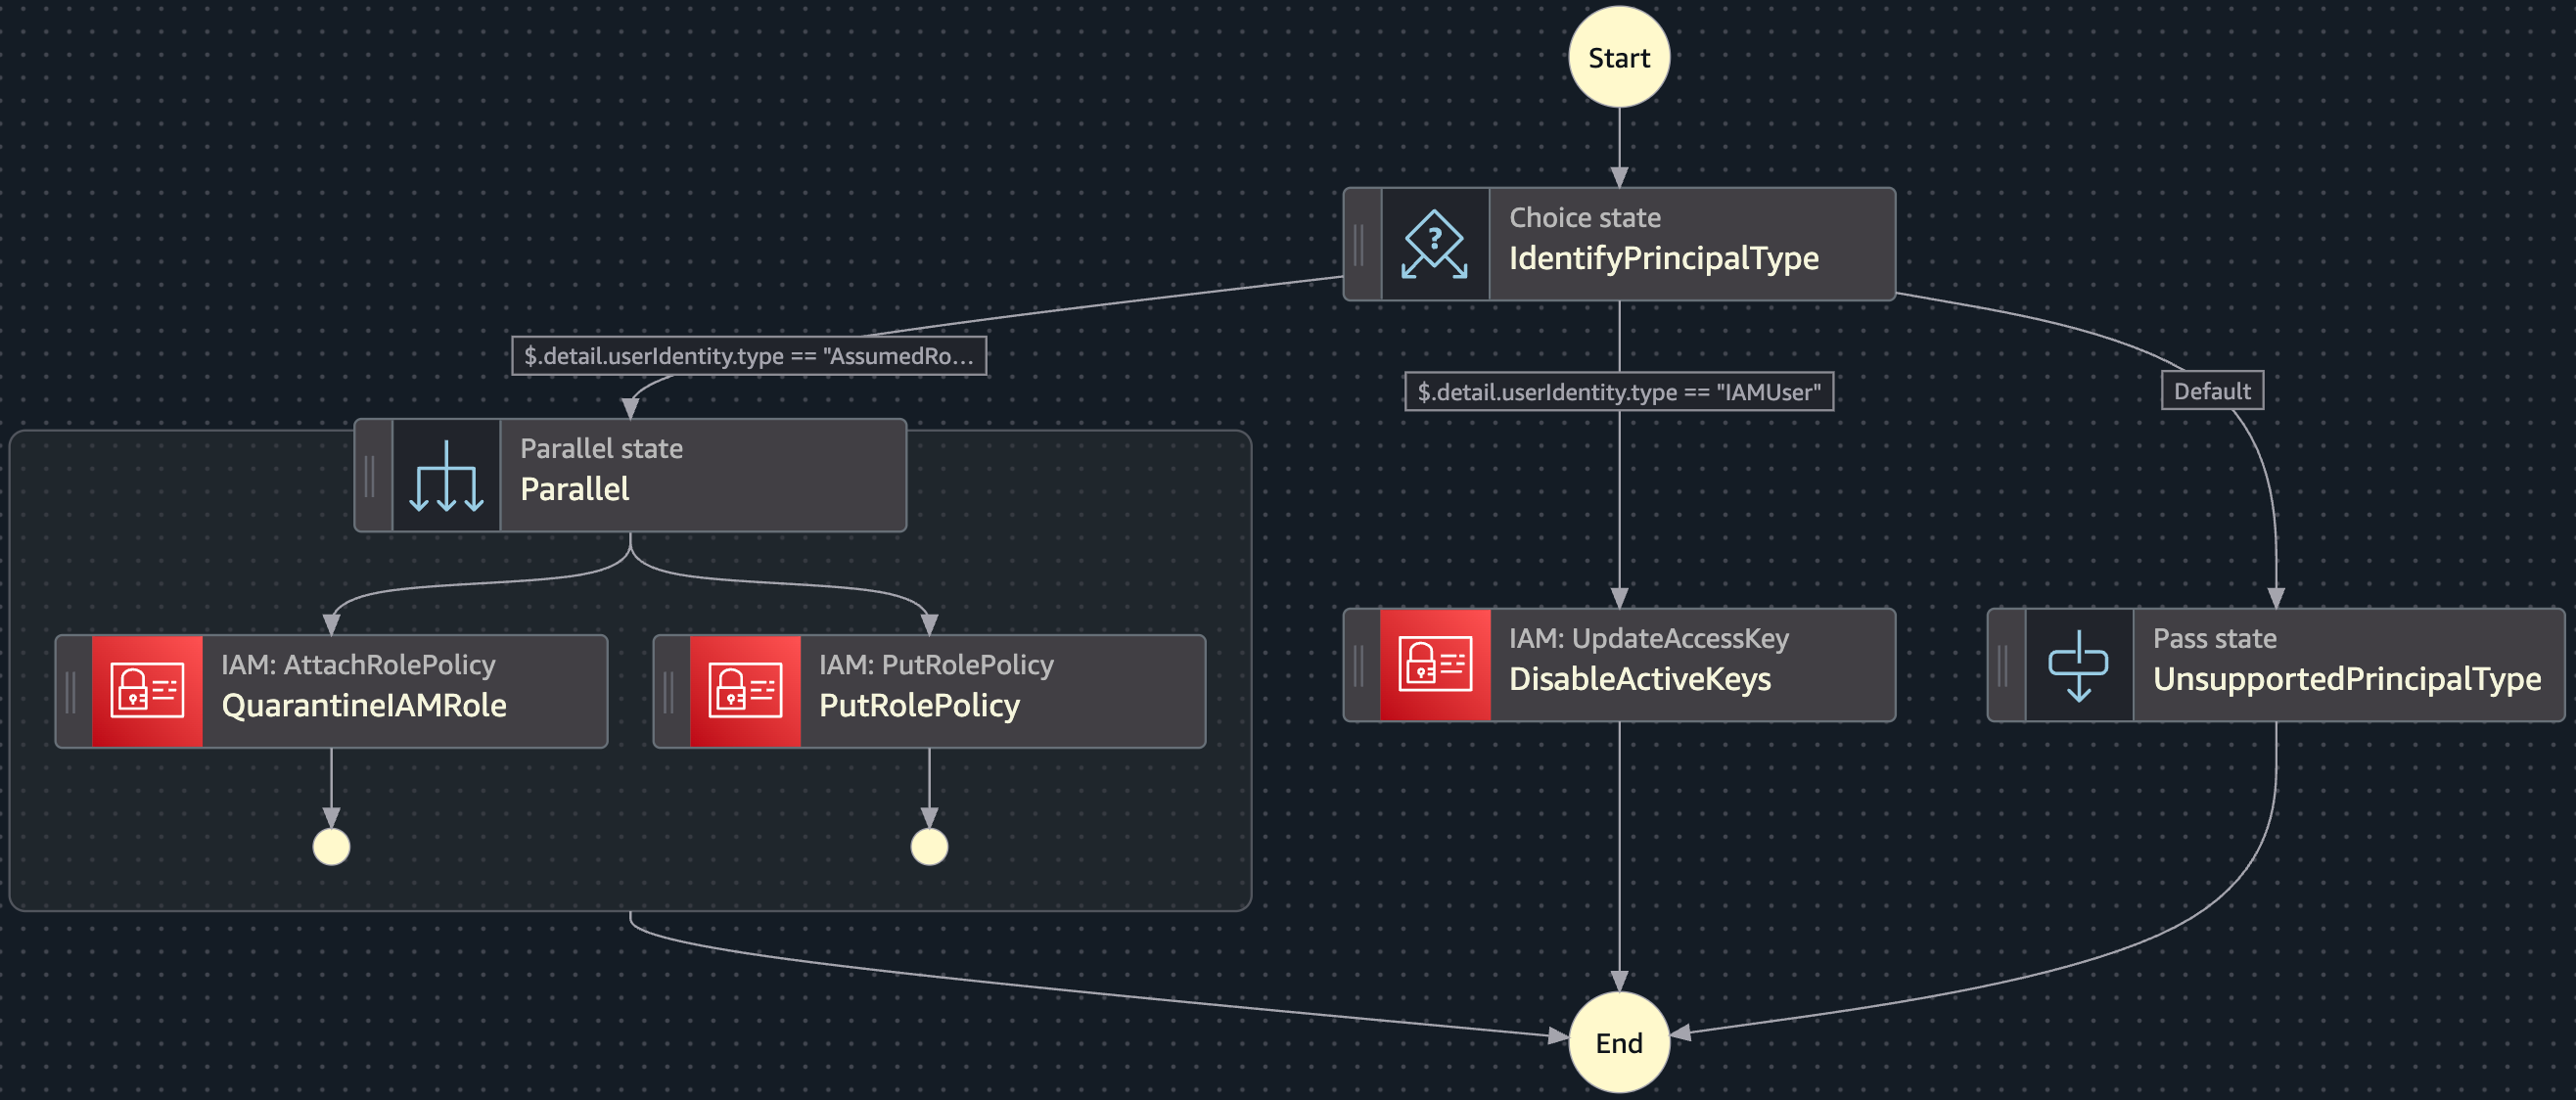 Start
Choice state
IdentifyPrincipalType
$.detail.userIdentity.type == "AssumedRo...
$.detail.userIdentity.type == "IAMUser"
Default
Parallel state
Parallel
IAM: AttachRolePolicy
QuarantineIAMRole
IAM: PutRolePolicy
PutRolePolicy
IAM: UpdateAccessKey
DisableActiveKeys
Pass state
UnsupportedPrincipalType
End